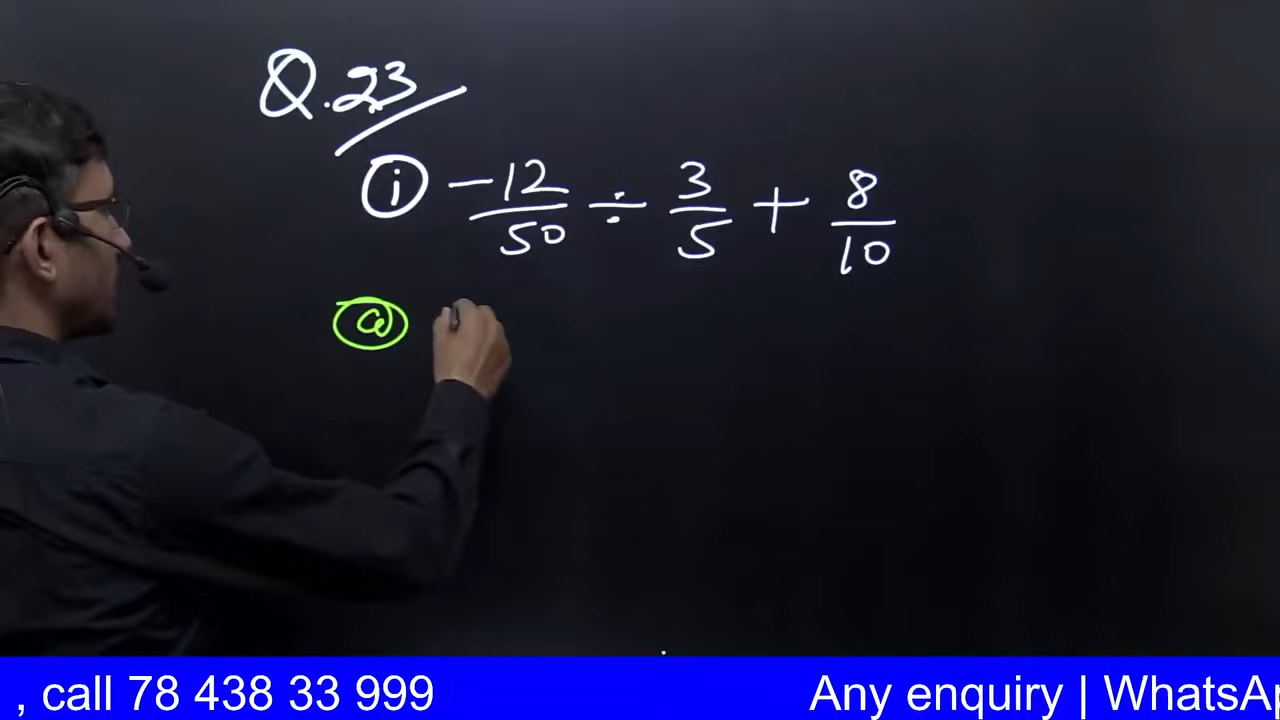 Q.23
(i) -12/50 ÷ 3/5 + 8/10
(a)
, call 78 438 33 999 Any enquiry | WhatsAp